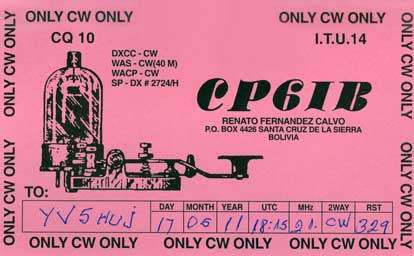 ONLY CW ONLY
ONLY CW ONLY
CQ 10
I.T.U.14
DXCC - CW
WAS - CW(40 M)
WACP - CW
SP - DX # 2724/H
CP6IB
RENATO FERNANDEZ CALVO
P.O. BOX 4426 SANTA CRUZ DE LA SIERRA
BOLIVIA
ONLY CW ONLY
ONLY CW ONLY
ONLY CW ONLY
ONLY CW ONLY
TO:
DAY MONTH YEAR UTC MHz 2WAY RST
YV5HUJ 17 06 11 18:15 21. CW 329
ONLY CW ONLY
ONLY CW ONLY
ONLY CW ONLY